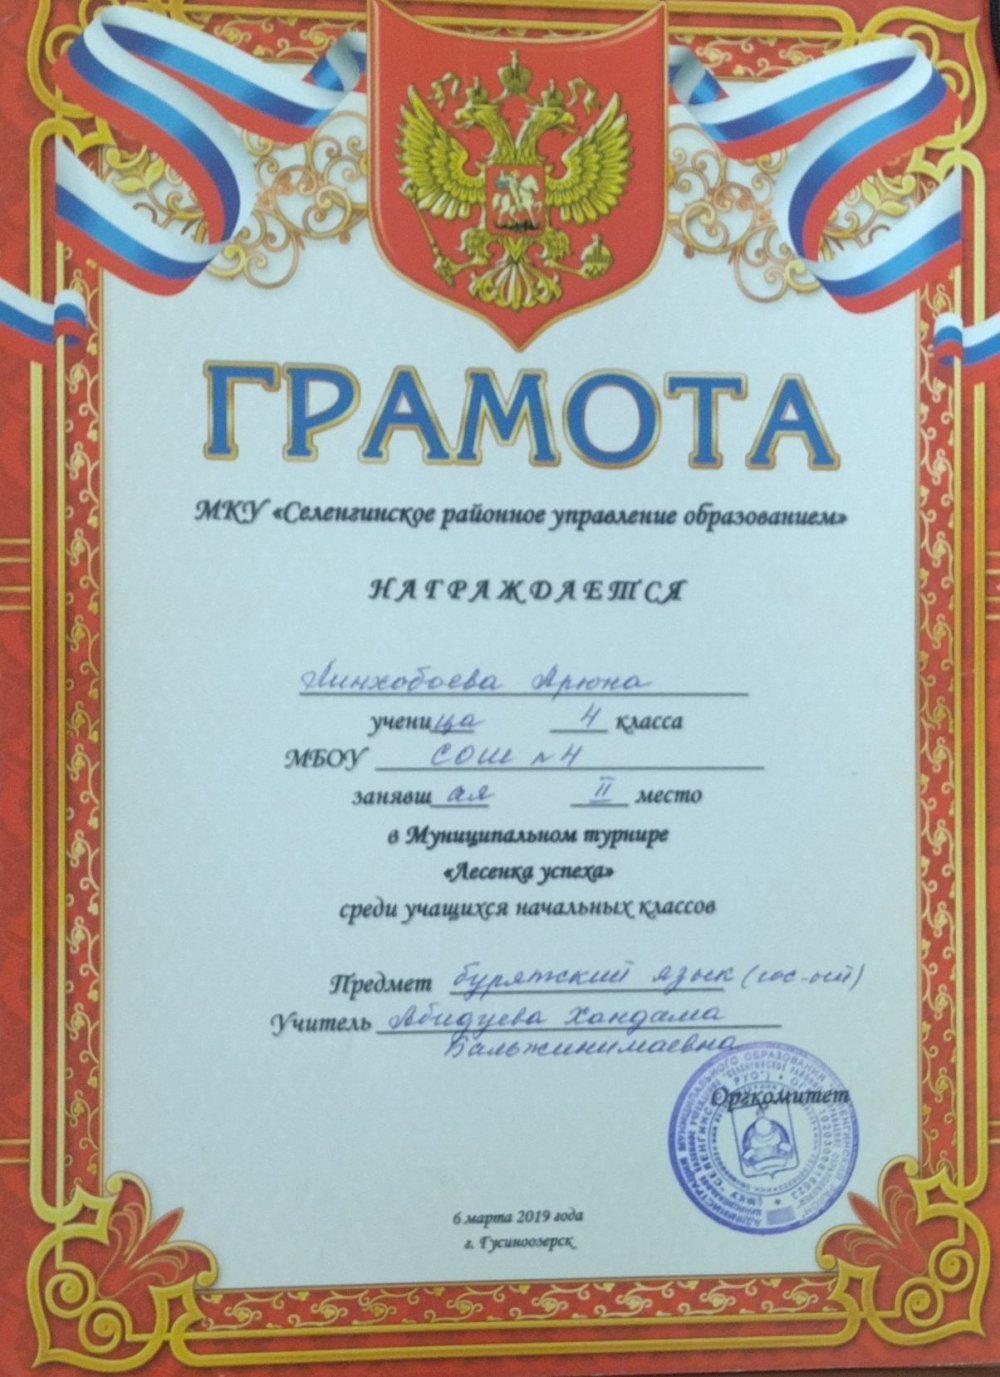 ГРАМОТА
МКУ «Селенгинское районное управление образованием»
НАГРАЖДАЕТСЯ
Линхобоева Арюна
ученица 4 класса
МБОУ СОШ №4
занявшая II место
в Муниципальном турнире
«Лесенка успеха»
среди учащихся начальных классов
Предмет бурятский язык (гос-ый)
Учитель Абидуева Хандама
Бальжинимаевна
Оргкомитет
6 марта 2019 года
г. Гусиноозерск